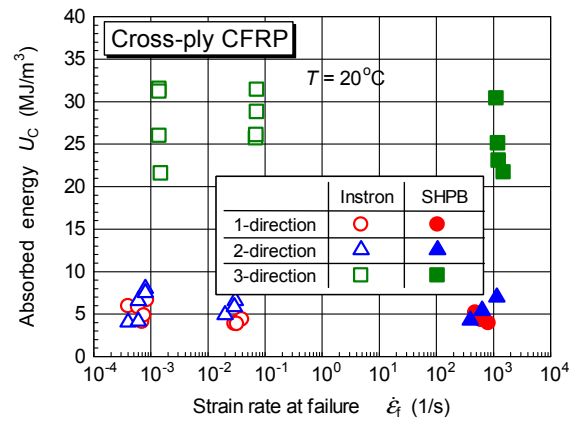 Cross-ply CFRP
T = 20°C
Absorbed energy U_C (MJ/m³)
40
35
30
25
20
15
10
5
0
Instron SHPB
1-direction
2-direction
3-direction
10⁻⁴ 10⁻³ 10⁻² 10⁻¹ 10⁰ 10¹ 10² 10³ 10⁴
Strain rate at failure ε̇_f (1/s)